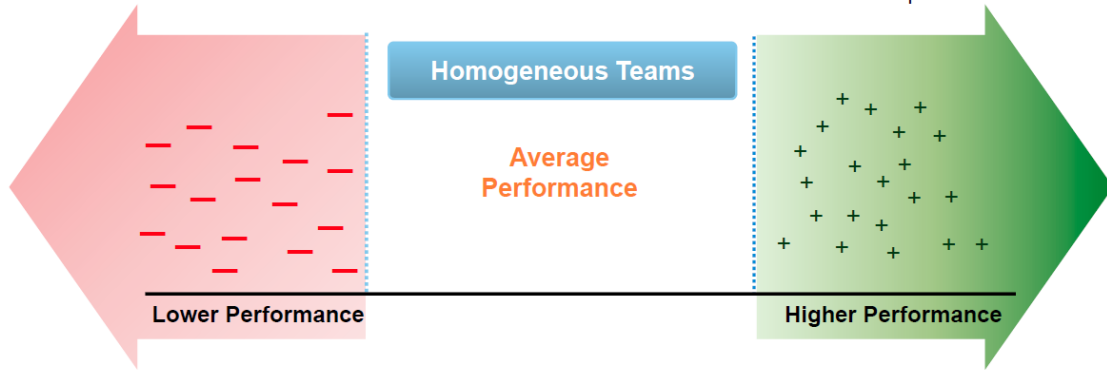 Homogeneous Teams
Average
Performance
Lower Performance
Higher Performance